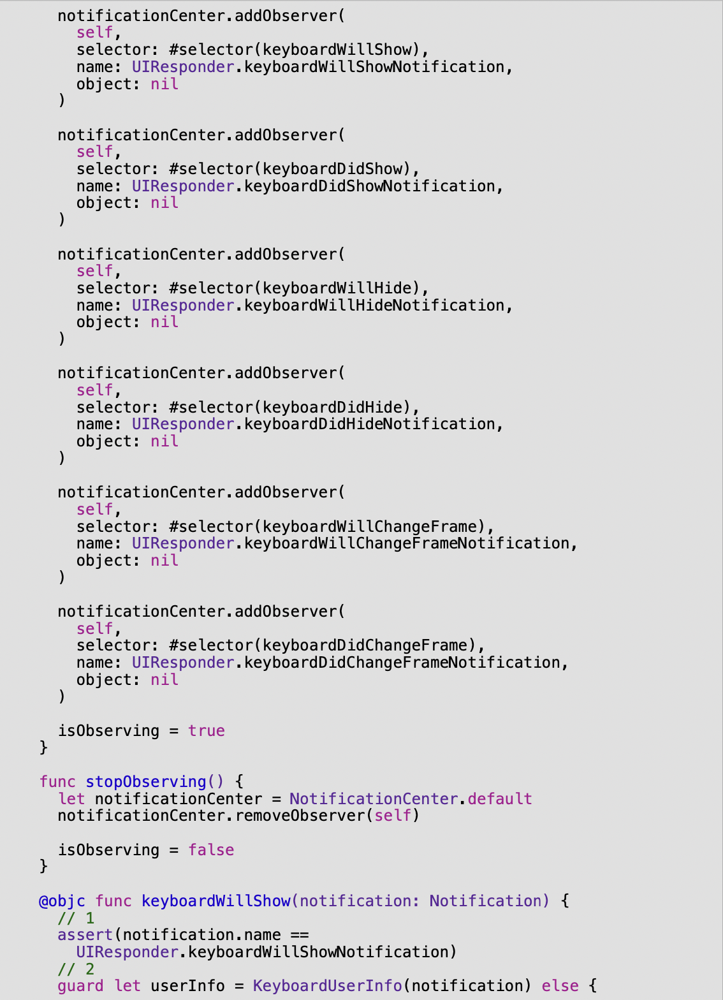 notificationCenter.addObserver(
self,
selector: #selector(keyboardWillShow),
name: UIResponder.keyboardWillShowNotification,
object: nil
)
notificationCenter.addObserver(
self,
selector: #selector(keyboardDidShow),
name: UIResponder.keyboardDidShowNotification,
object: nil
)
notificationCenter.addObserver(
self,
selector: #selector(keyboardWillHide),
name: UIResponder.keyboardWillHideNotification,
object: nil
)
notificationCenter.addObserver(
self,
selector: #selector(keyboardDidHide),
name: UIResponder.keyboardDidHideNotification,
object: nil
)
notificationCenter.addObserver(
self,
selector: #selector(keyboardWillChangeFrame),
name: UIResponder.keyboardWillChangeFrameNotification,
object: nil
)
notificationCenter.addObserver(
self,
selector: #selector(keyboardDidChangeFrame),
name: UIResponder.keyboardDidChangeFrameNotification,
object: nil
)
isObserving = true
}
func stopObserving() {
let notificationCenter = NotificationCenter.default
notificationCenter.removeObserver(self)
isObserving = false
}
@objc func keyboardWillShow(notification: Notification) {
// 1
assert(notification.name ==
UIResponder.keyboardWillShowNotification)
// 2
guard let userInfo = KeyboardUserInfo(notification) else {